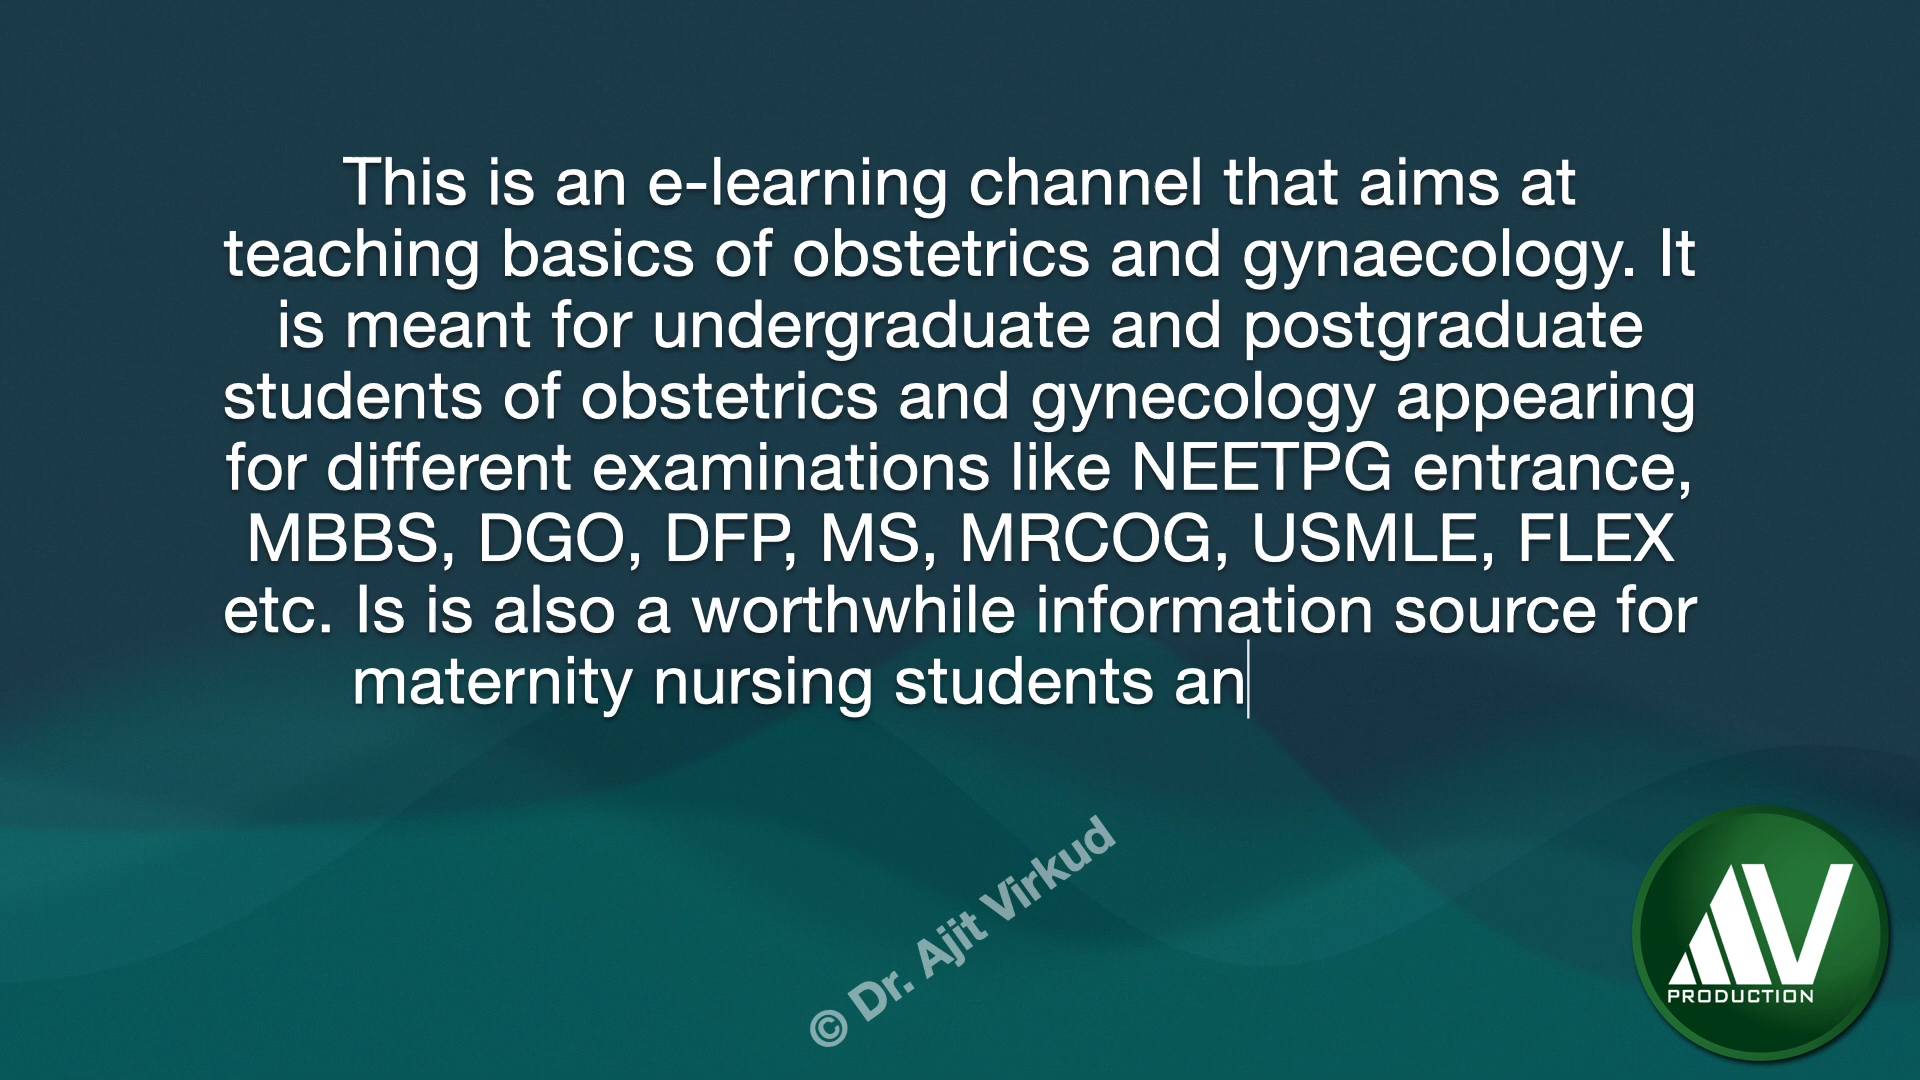 This is an e-learning channel that aims at
teaching basics of obstetrics and gynaecology. It
is meant for undergraduate and postgraduate
students of obstetrics and gynecology appearing
for different examinations like NEETPG entrance,
MBBS, DGO, DFP, MS, MRCOG, USMLE, FLEX
etc. Is is also a worthwhile information source for
maternity nursing students an
© Dr. Ajit Virkud
AV
PRODUCTION